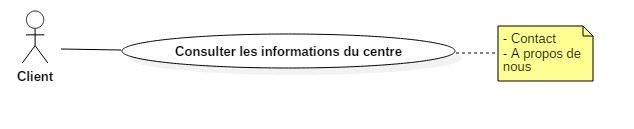 Client
Consulter les informations du centre
- Contact
- A propos de
nous